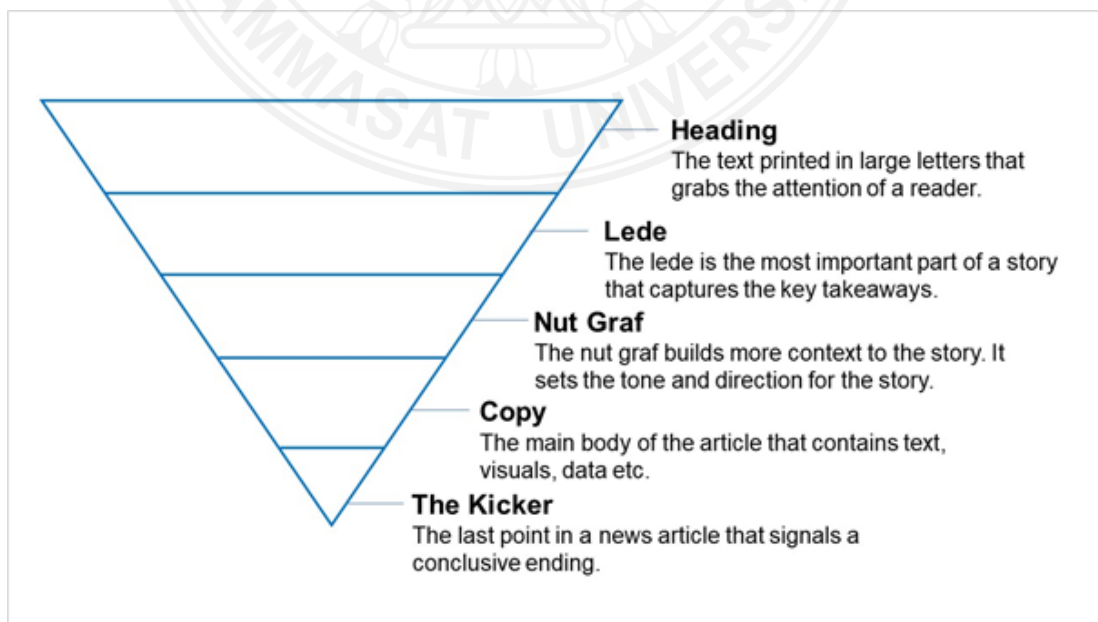 AMMASAT UNIVERS
Heading
The text printed in large letters that
grabs the attention of a reader.
Lede
The lede is the most important part of a story
that captures the key takeaways.
Nut Graf
The nut graf builds more context to the story. It
sets the tone and direction for the story.
Copy
The main body of the article that contains text,
visuals, data etc.
The Kicker
The last point in a news article that signals a
conclusive ending.